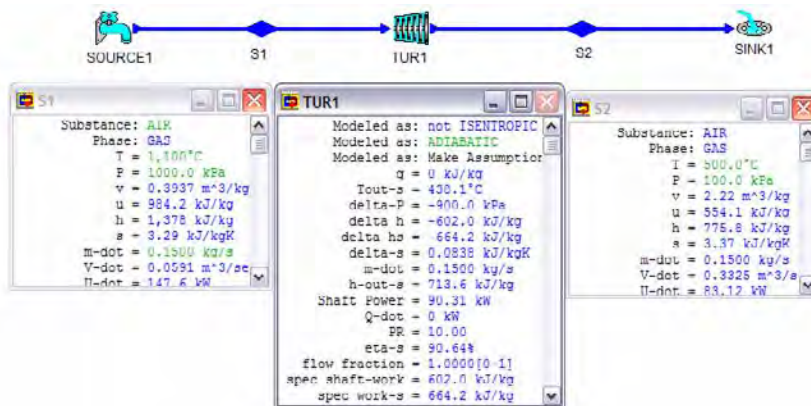 SOURCE1
S1
TUR1
S2
SINK1
S1
Substance: AIR
Phase: GAS
T = 1,100°C
P = 1000.0 kPa
v = 0.3937 m^3/kg
u = 984.2 kJ/kg
h = 1,378 kJ/kg
s = 3.29 kJ/kgK
m-dot = 0.1500 kg/s
V-dot = 0.0591 m^3/se
U-dot = 147.6 kW
TUR1
Modeled as: not ISENTROPIC
Modeled as: ADIABATIC
Modeled as: Make Assumption
q = 0 kJ/kg
Tout-s = 438.1°C
delta-P = -900.0 kPa
delta h = -602.0 kJ/kg
delta hs = -664.2 kJ/kg
delta-s = 0.0838 kJ/kgK
m-dot = 0.1500 kg/s
h-out-s = 713.6 kJ/kg
Shaft Power = 90.31 kW
Q-dot = 0 kW
PR = 10.00
eta-s = 90.64%
flow fraction = 1.0000[0-1]
spec shaft-work = 602.0 kJ/kg
spec work-s = 664.2 kJ/kg
S2
Substance: AIR
Phase: GAS
T = 500.0°C
P = 100.0 kPa
v = 2.22 m^3/kg
u = 554.1 kJ/kg
h = 775.8 kJ/kg
s = 3.37 kJ/kgK
m-dot = 0.1500 kg/s
V-dot = 0.3325 m^3/s
U-dot = 83.12 kW